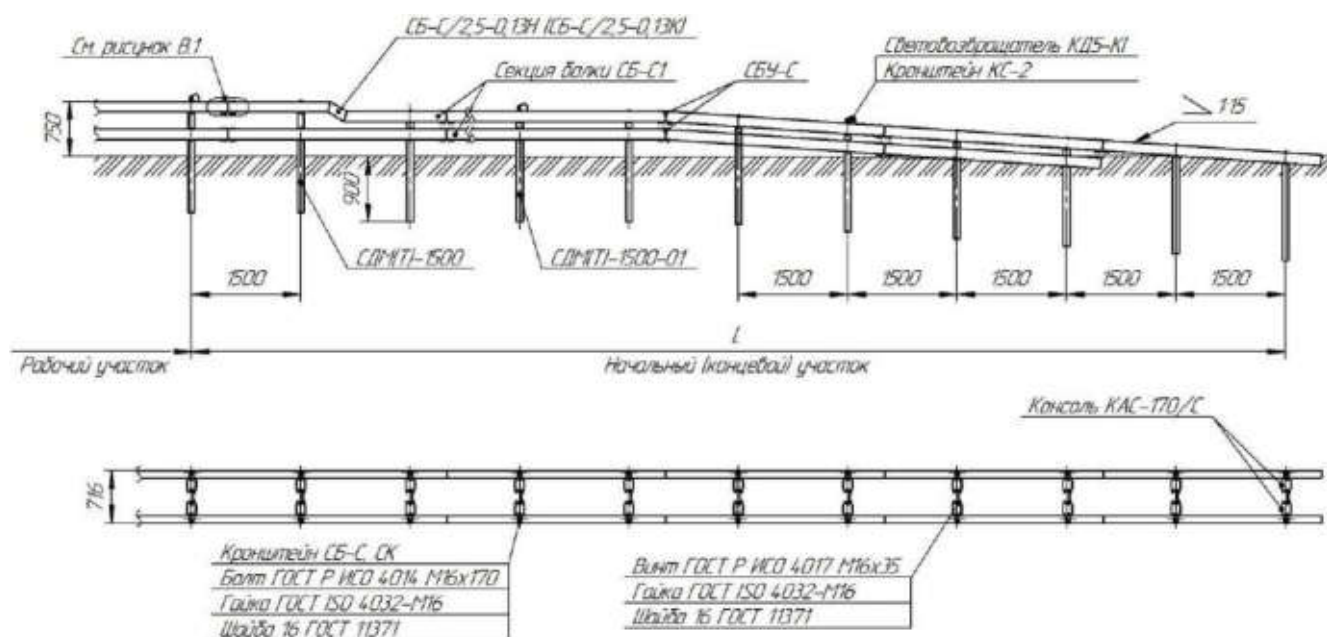 См. рисунок В.1
СБ-С/2,5-0,13Н (СБ-С/2,5-0,13К)
Секция балки СБ-С1
СБУ-С
Световозвращатель КД5-КI
Кронштейн КС-2
1:15
750
900
СДМ(Т)-1500
СДМ(Т)-1500-01
1500
1500
1500
1500
1500
1500
L
Рабочий участок
Начальный (концевой) участок
Консоль КАС-170/С
716
Кронштейн СБ-С, СК
Болт ГОСТ Р ИСО 4014 М16х170
Гайка ГОСТ ISO 4032-М16
Шайба 16 ГОСТ 11371
Винт ГОСТ Р ИСО 4017 М16х35
Гайка ГОСТ ISO 4032-М16
Шайба 16 ГОСТ 11371